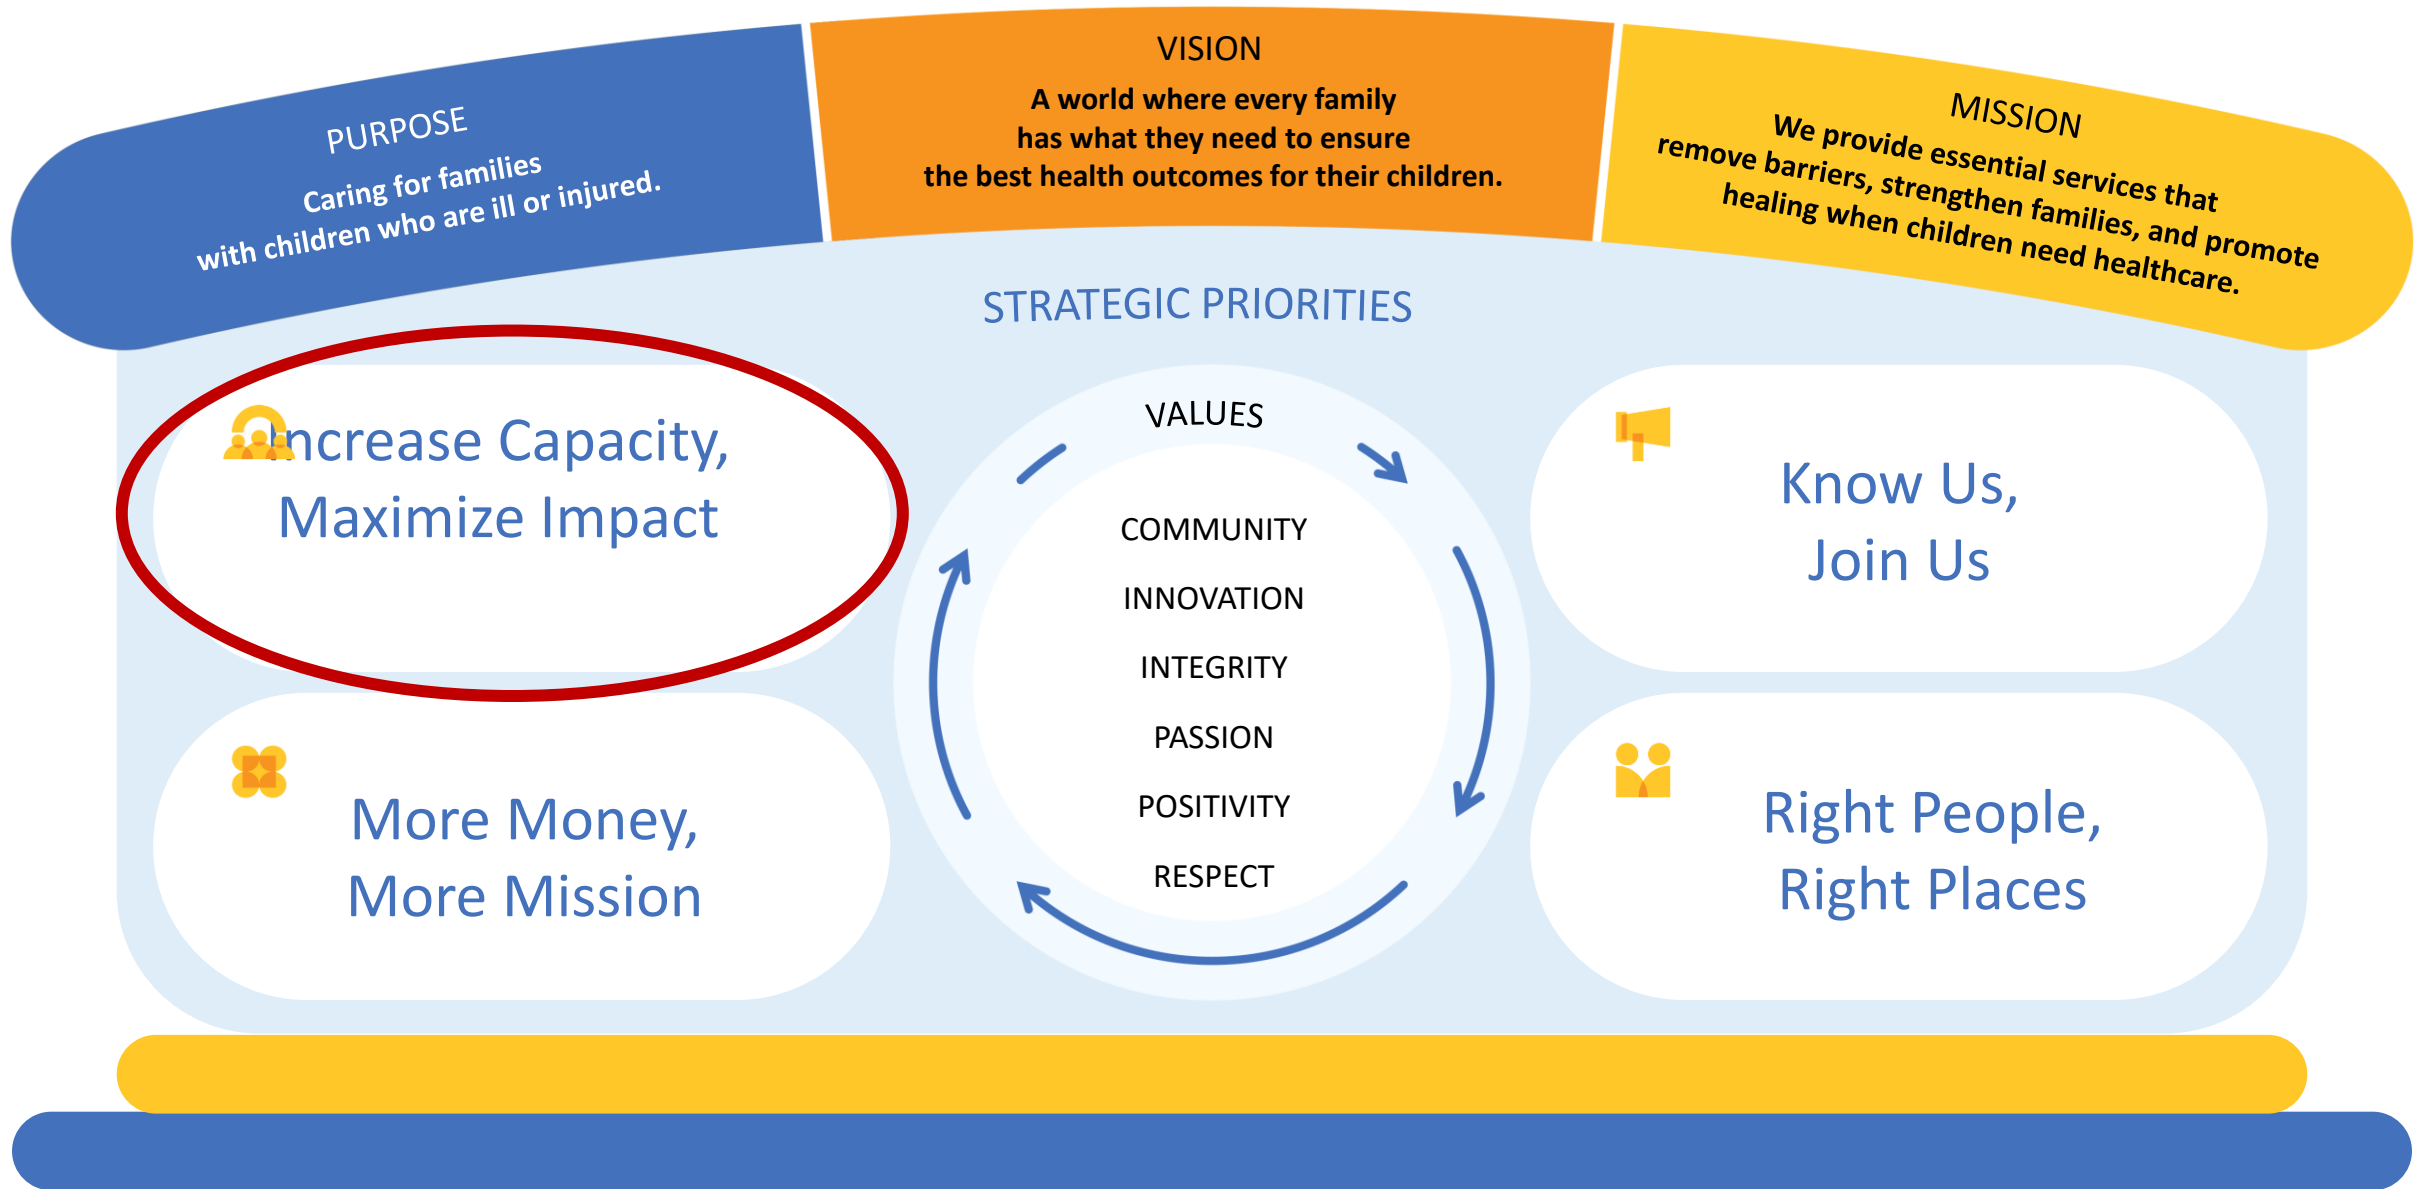 PURPOSE
Caring for families
with children who are ill or injured.
VISION
A world where every family
has what they need to ensure
the best health outcomes for their children.
MISSION
We provide essential services that
remove barriers, strengthen families, and promote
healing when children need healthcare.
STRATEGIC PRIORITIES
Increase Capacity,
Maximize Impact
More Money,
More Mission
VALUES
COMMUNITY
INNOVATION
INTEGRITY
PASSION
POSITIVITY
RESPECT
Know Us,
Join Us
Right People,
Right Places